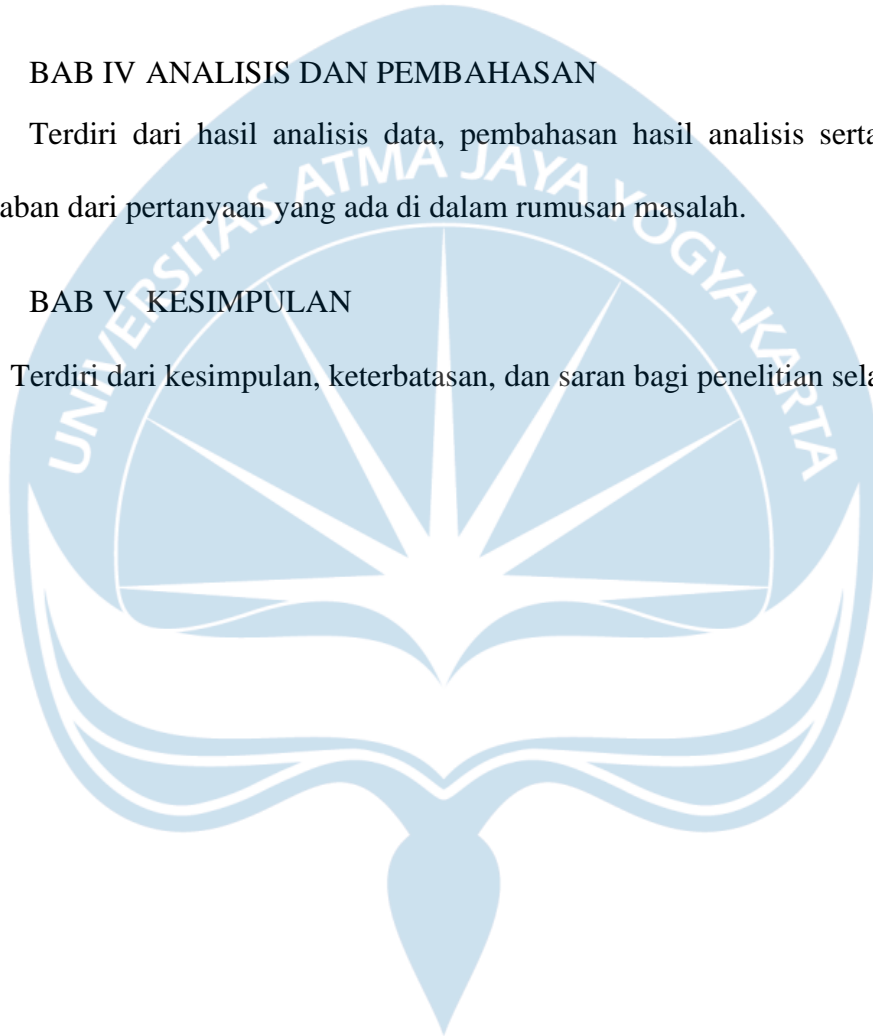 BAB IV ANALISIS DAN PEMBAHASAN
Terdiri dari hasil analisis data, pembahasan hasil analisis serta
aban dari pertanyaan yang ada di dalam rumusan masalah.
BAB V KESIMPULAN
Terdiri dari kesimpulan, keterbatasan, dan saran bagi penelitian sela
UNIVERSITAS ATMA JAYA YOGYAKARTA